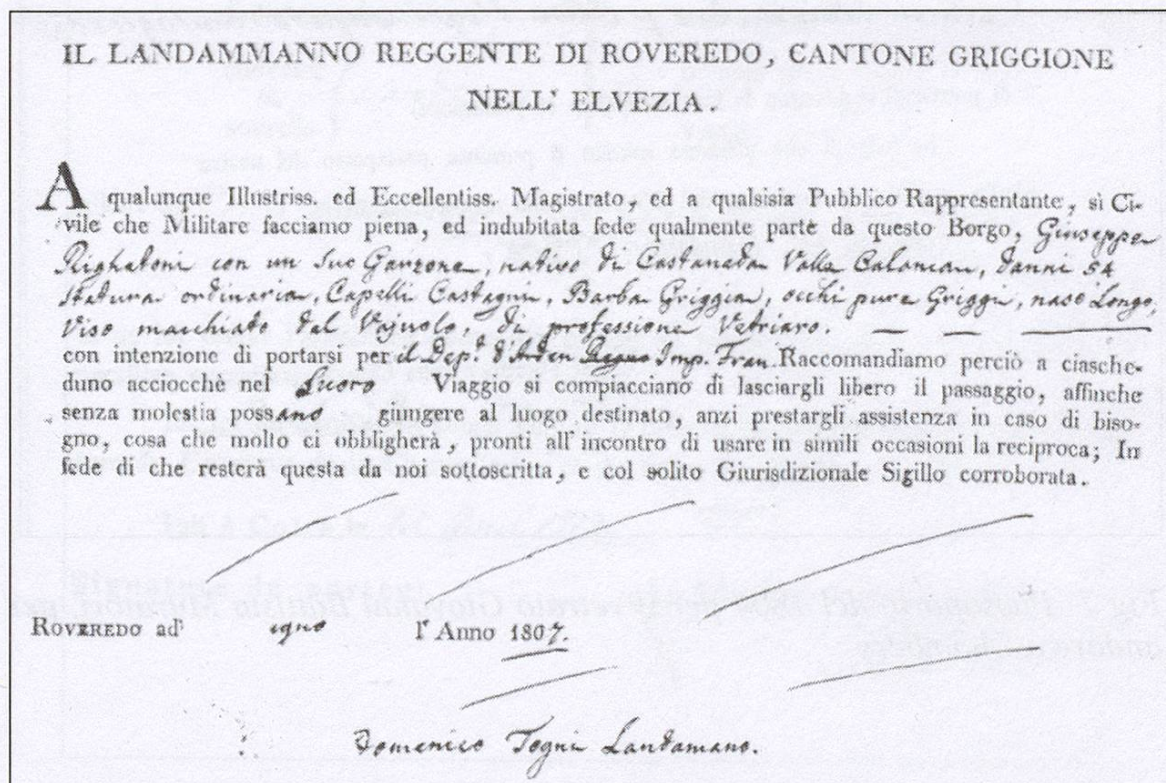 IL LANDAMMANNO REGGENTE DI ROVEREDO, CANTONE GRIGGIONE
NELL' ELVEZIA.
A qualunque Illustriss. ed Eccellentiss. Magistrato, ed a qualsisia Pubblico Rappresentante, sì Ci-
vile che Militare facciamo piena, ed indubitata fede qualmente parte da questo Borgo, Giuseppe
Righetoni con un suo Garzone, nativo di Castaneda Valle Calancan, d'anni 54
statura ordinaria, Capelli Castagni, Barba Griggia, occhi pure Griggi, naso Longo,
Viso macchiato dal Vajuolo, di professione Vetriaro.
con intenzione di portarsi per il Dept. d'Arden Regno Imp. Fran. Raccomandiamo perciò a ciasche-
duno acciocchè nel Viaggio si compiacciano di lasciargli libero il passaggio, affinche
senza molestia possano giungere al luogo destinato, anzi prestargli assistenza in caso di biso-
gno, cosa che molto ci obbligherà, pronti all' incontro di usare in simili occasioni la reciproca; In
fede di che resterà questa da noi sottoscritta, e col solito Giurisdizionale Sigillo corroborata.
ROVEREDO ad' l' Anno 1807.
Domenico Togni Landamano.